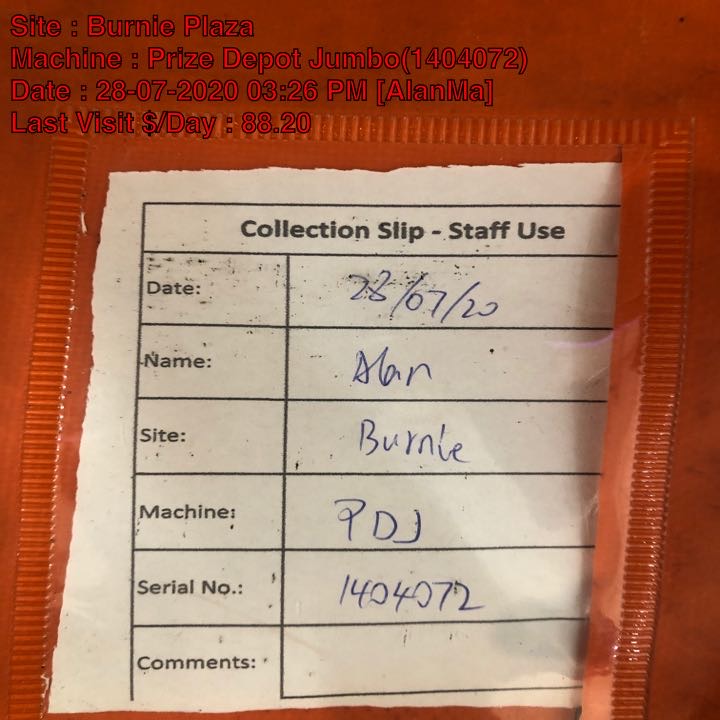 Site : Burnie Plaza
Machine : Prize Depot Jumbo(1404072)
Date : 28-07-2020 03:26 PM [AlanMa]
Last Visit $/Day : 88.20
Collection Slip - Staff Use
Date: 28/07/20
Name: Alan
Site: Burnie
Machine: PDJ
Serial No.: 1404072
Comments: